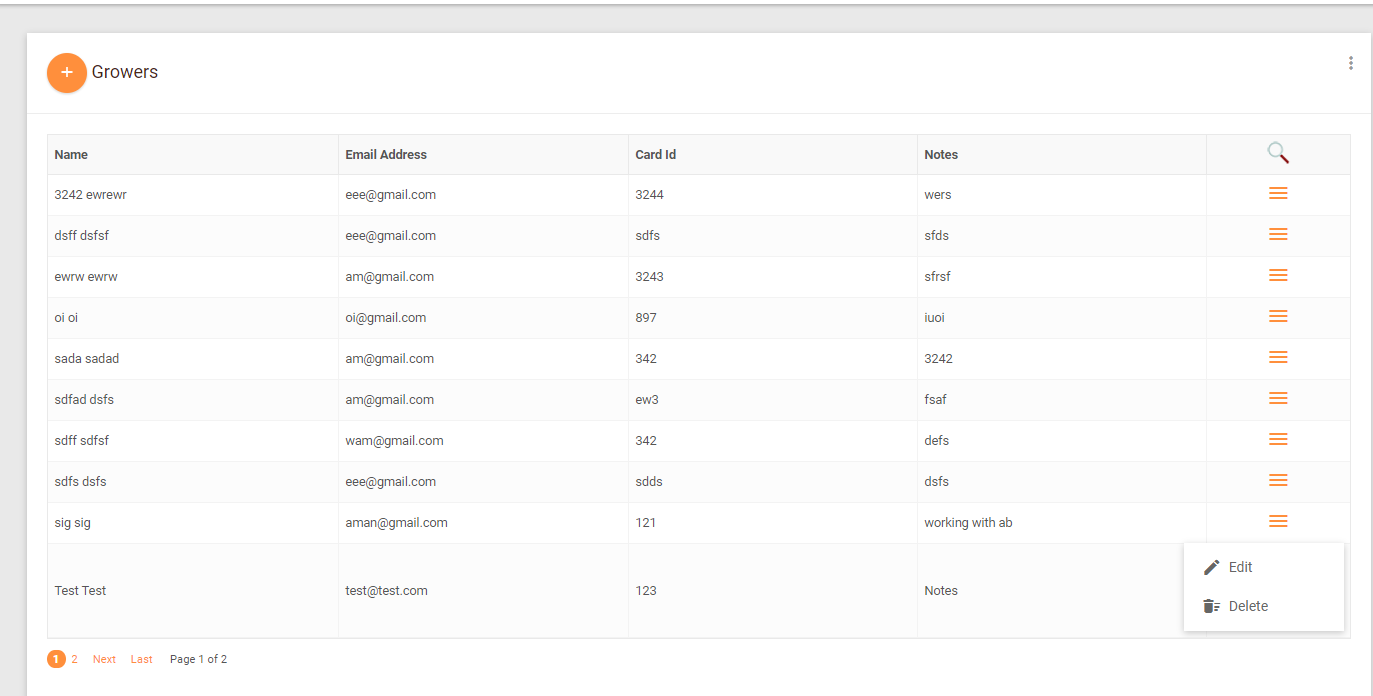 + Growers
Name Email Address Card Id Notes
3242 ewrewr eee@gmail.com 3244 wers
dsff dsfsf eee@gmail.com sdfs sfds
ewrw ewrw am@gmail.com 3243 sfrsf
oi oi oi@gmail.com 897 iuoi
sada sadad am@gmail.com 342 3242
sdfad dsfs am@gmail.com ew3 fsaf
sdff sdfsf wam@gmail.com 342 defs
sdfs dsfs eee@gmail.com sdds dsfs
sig sig aman@gmail.com 121 working with ab
Edit
Test Test test@test.com 123 Notes
Delete
1 2 Next Last Page 1 of 2